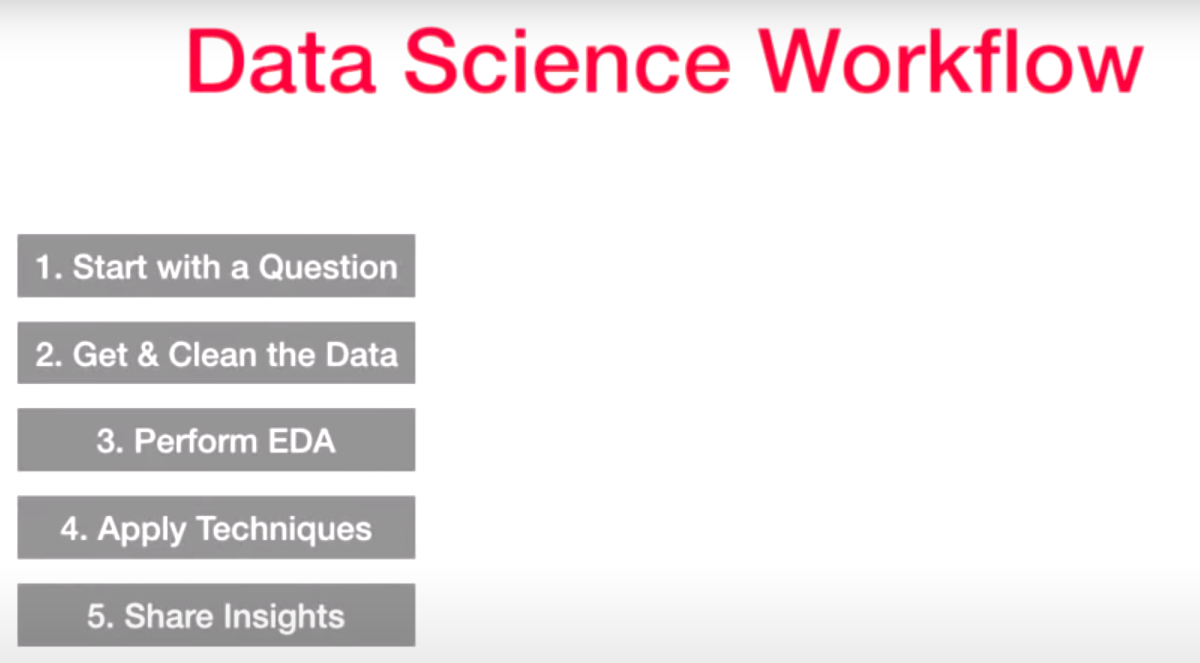 Data Science Workflow
1. Start with a Question
2. Get & Clean the Data
3. Perform EDA
4. Apply Techniques
5. Share Insights